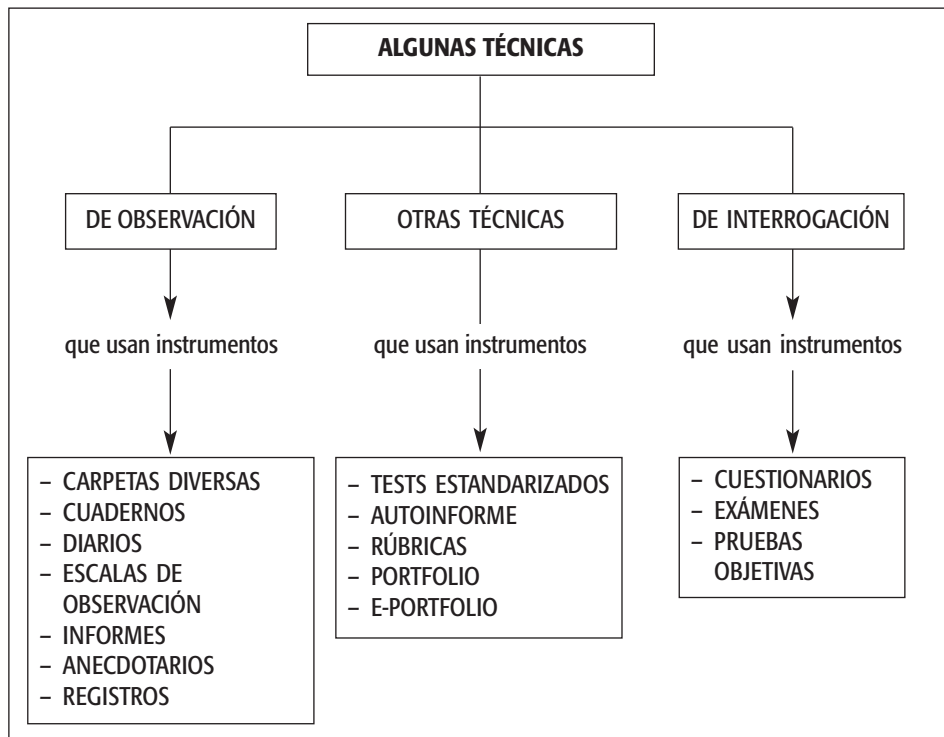 ALGUNAS TÉCNICAS
DE OBSERVACIÓN
que usan instrumentos
– CARPETAS DIVERSAS
– CUADERNOS
– DIARIOS
– ESCALAS DE
OBSERVACIÓN
– INFORMES
– ANECDOTARIOS
– REGISTROS
OTRAS TÉCNICAS
que usan instrumentos
– TESTS ESTANDARIZADOS
– AUTOINFORME
– RÚBRICAS
– PORTFOLIO
– E-PORTFOLIO
DE INTERROGACIÓN
que usan instrumentos
– CUESTIONARIOS
– EXÁMENES
– PRUEBAS
OBJETIVAS